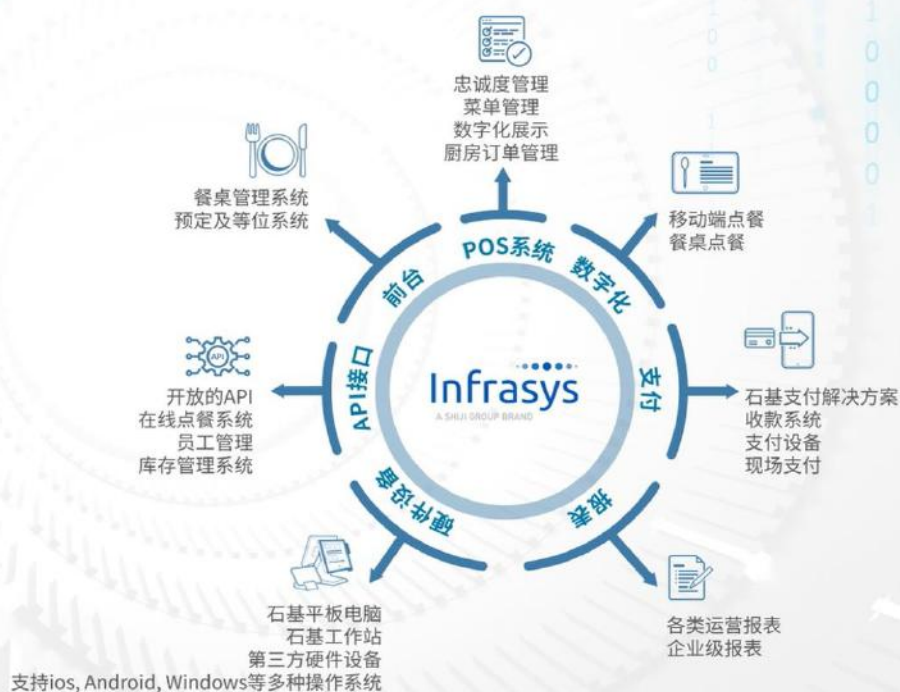 忠诚度管理
菜单管理
数字化展示
厨房订单管理
餐桌管理系统
预定及等位系统
移动端点餐
餐桌点餐
POS系统
前台
数字化
API接口
支付
硬件设备
报表
Infrasys
A SHIJI GROUP BRAND
API
开放的API
在线点餐系统
员工管理
库存管理系统
石基支付解决方案
收款系统
支付设备
现场支付
石基平板电脑
石基工作站
第三方硬件设备
支持ios, Android, Windows等多种操作系统
各类运营报表
企业级报表